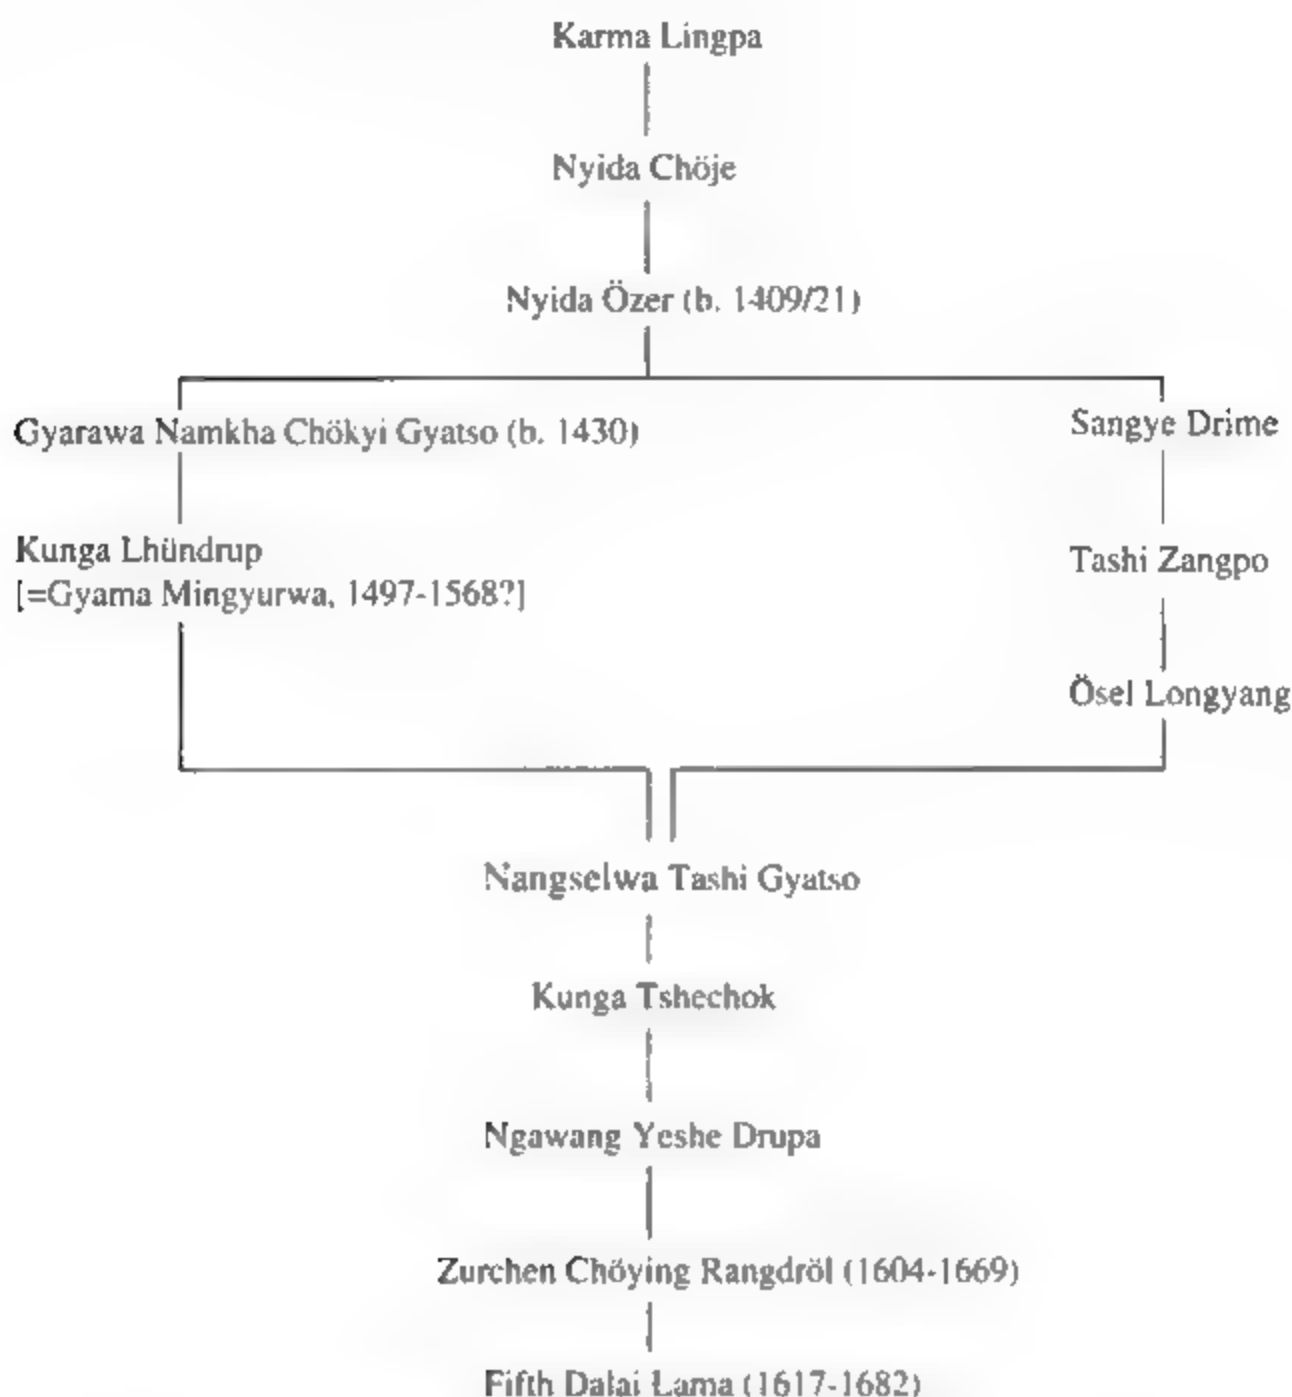 Karma Lingpa
Nyida Chöje
Nyida Özer (b. 1409/21)
Gyarawa Namkha Chökyi Gyatso (b. 1430)
Sangye Drime
Kunga Lhündrup
[=Gyama Mingyurwa, 1497-1568?]
Tashi Zangpo
Ösel Longyang
Nangselwa Tashi Gyatso
Kunga Tshechok
Ngawang Yeshe Drupa
Zurchen Chöying Rangdröl (1604-1669)
Fifth Dalai Lama (1617-1682)